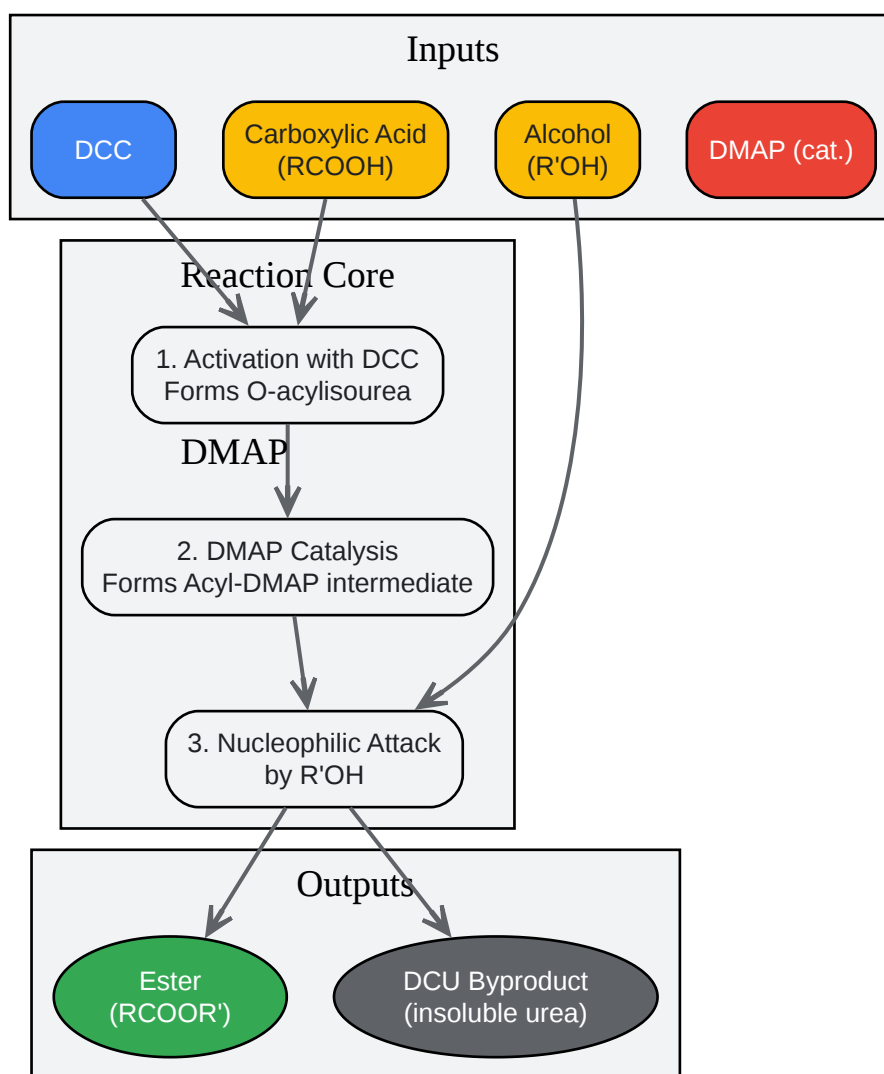 Inputs
DCC
Carboxylic Acid
(RCOOH)
Alcohol
(R'OH)
DMAP (cat.)
Reaction Core
1. Activation with DCC
Forms O-acylisourea
DMAP
2. DMAP Catalysis
Forms Acyl-DMAP intermediate
3. Nucleophilic Attack
by R'OH
Outputs
Ester
(RCOOR')
DCU Byproduct
(insoluble urea)